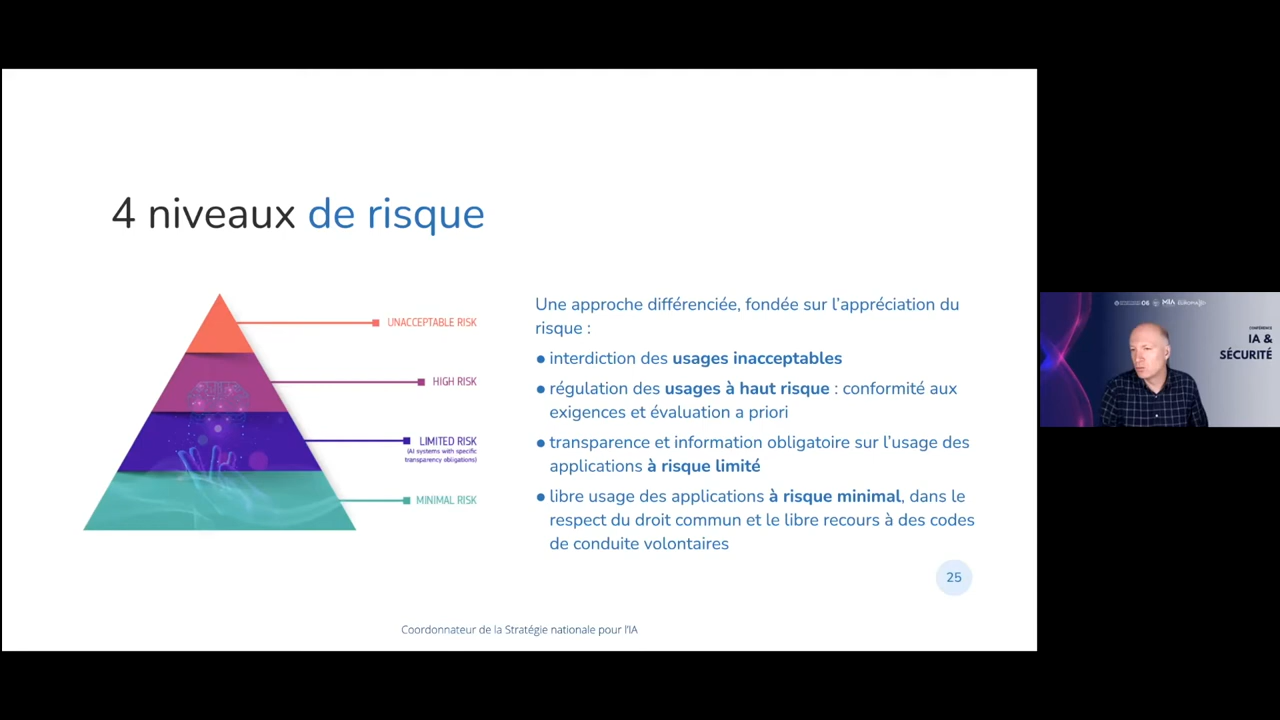 4 niveaux de risque
UNACCEPTABLE RISK
HIGH RISK
LIMITED RISK
(AI systems with specific
transparency obligations)
MINIMAL RISK
Une approche différenciée, fondée sur l'appréciation du
risque :
● interdiction des usages inacceptables
● régulation des usages à haut risque : conformité aux
exigences et évaluation a priori
● transparence et information obligatoire sur l'usage des
applications à risque limité
● libre usage des applications à risque minimal, dans le
respect du droit commun et le libre recours à des codes
de conduite volontaires
25
Coordonnateur de la Stratégie nationale pour l'IA
06
MIA
CONFÉRENCE
IA &
SÉCURITÉ